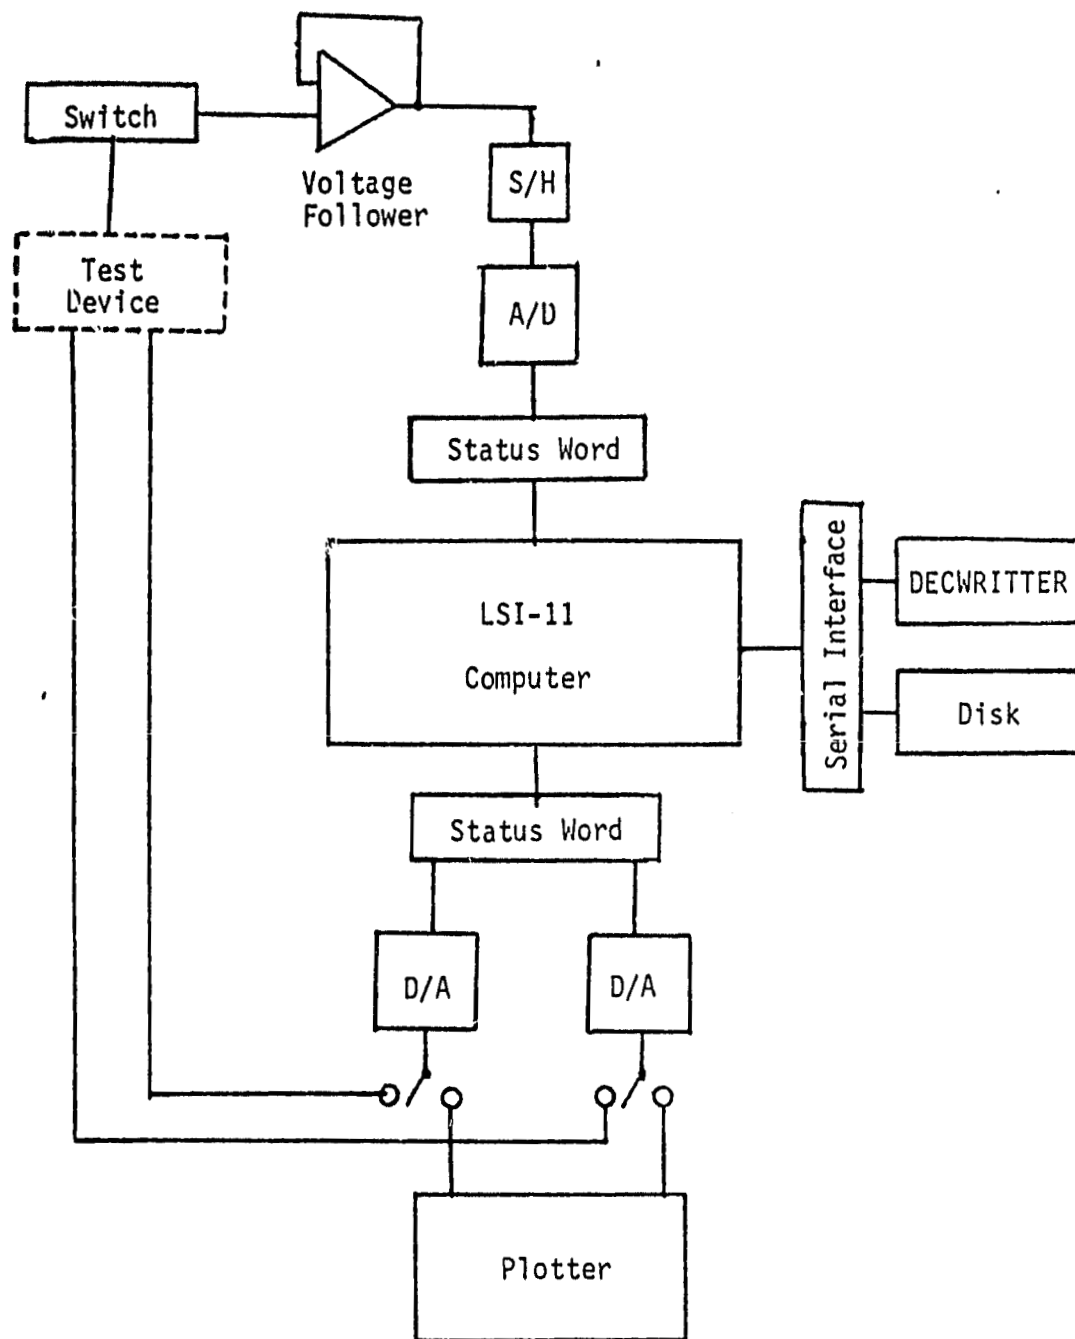 Switch
Voltage
Follower
S/H
Test
Device
A/D
Status Word
LSI-11
Computer
Serial Interface
DECWRITTER
Disk
Status Word
D/A
D/A
Plotter